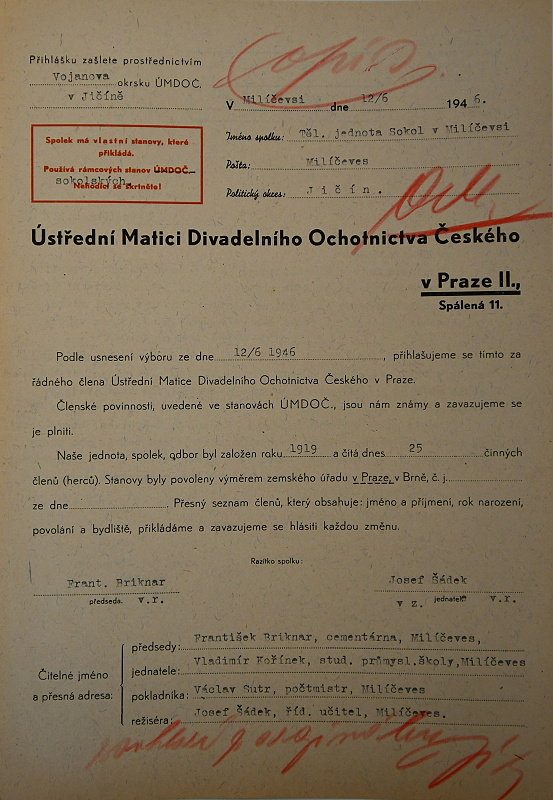 Copia.
Přihlášku zašlete prostřednictvím
Vojanova okrsku ÚMDOČ.
v Jičíně
V Milíčevsi dne 12/6 1946.
Spolek má vlastní stanovy, které
přikládá.
Používá rámcových stanov ÚMDOČ.
sokolských
Nehodící se škrtněte!
Jméno spolku: Těl. jednota Sokol v Milíčevsi
Pošta: Milíčeves
Politický okres: Jičín.
Ústřední Matici Divadelního Ochotnictva Českého
v Praze II.,
Spálená 11.
Podle usnesení výboru ze dne 12/6 1946, přihlašujeme se tímto za
řádného člena Ústřední Matice Divadelního Ochotnictva Českého v Praze.
Členské povinnosti, uvedené ve stanovách ÚMDOČ., jsou nám známy a zavazujeme se
je plniti.
Naše jednota, spolek, odbor byl založen roku 1919 a čítá dnes 25 činných
členů (herců). Stanovy byly povoleny výměrem zemského úřadu v Praze, v Brně, č. j.
ze dne . Přesný seznam členů, který obsahuje: jméno a příjmení, rok narození,
povolání a bydliště, přikládáme a zavazujeme se hlásiti každou změnu.
Razítko spolku:
Frant. Briknar Josef Šádek
předseda. v.r. v z. jednatel v.r.
Čitelné jméno
a přesná adresa:
předsedy: František Briknar, cementárna, Milíčeves,
jednatele: Vladimír Kořínek, stud. průmysl.školy,Milíčeves
pokladníka: Václav Sutr, počtmistr, Milíčeves
režiséra: Josef Šádek, říd. učitel, Milíčeves.